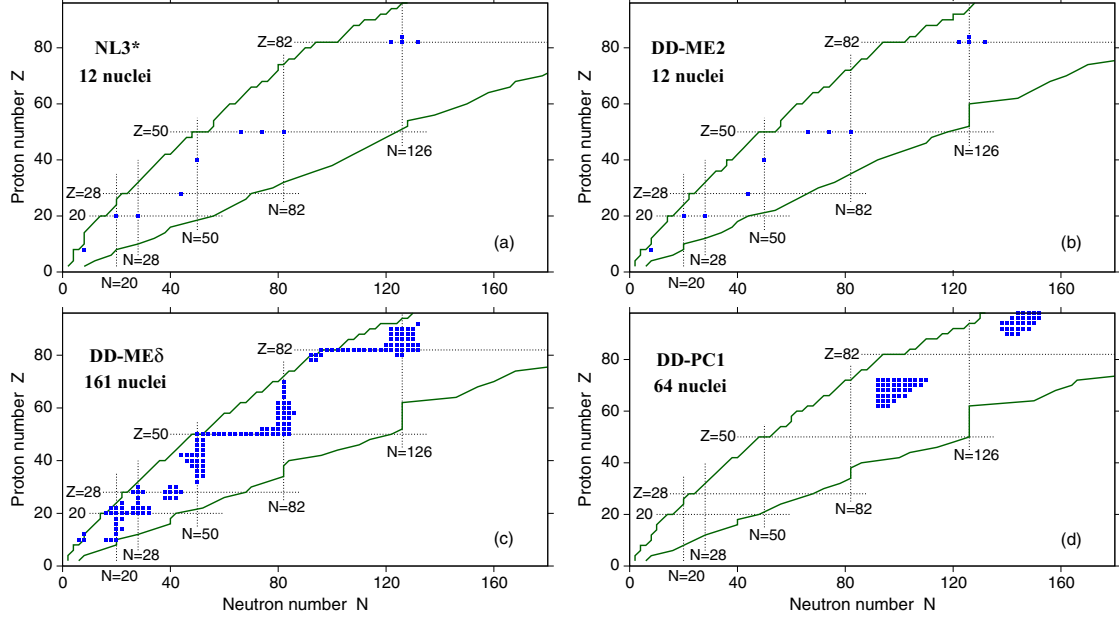 Proton number Z
80
60
40
20
0
NL3*
12 nuclei
Z=82
Z=50
Z=28
20
N=126
N=82
N=50
N=28
N=20
(a)
0
40
80
120
160
Proton number Z
80
60
40
20
0
DD-ME2
12 nuclei
Z=82
Z=50
Z=28
20
N=126
N=82
N=50
N=28
N=20
(b)
0
40
80
120
160
Proton number Z
80
60
40
20
0
DD-MEδ
161 nuclei
Z=82
Z=50
Z=28
20
N=126
N=82
N=50
N=28
N=20
(c)
0
40
80
120
160
Neutron number N
Proton number Z
80
60
40
20
0
DD-PC1
64 nuclei
Z=82
Z=50
Z=28
20
N=126
N=82
N=50
N=28
N=20
(d)
0
40
80
120
160
Neutron number N